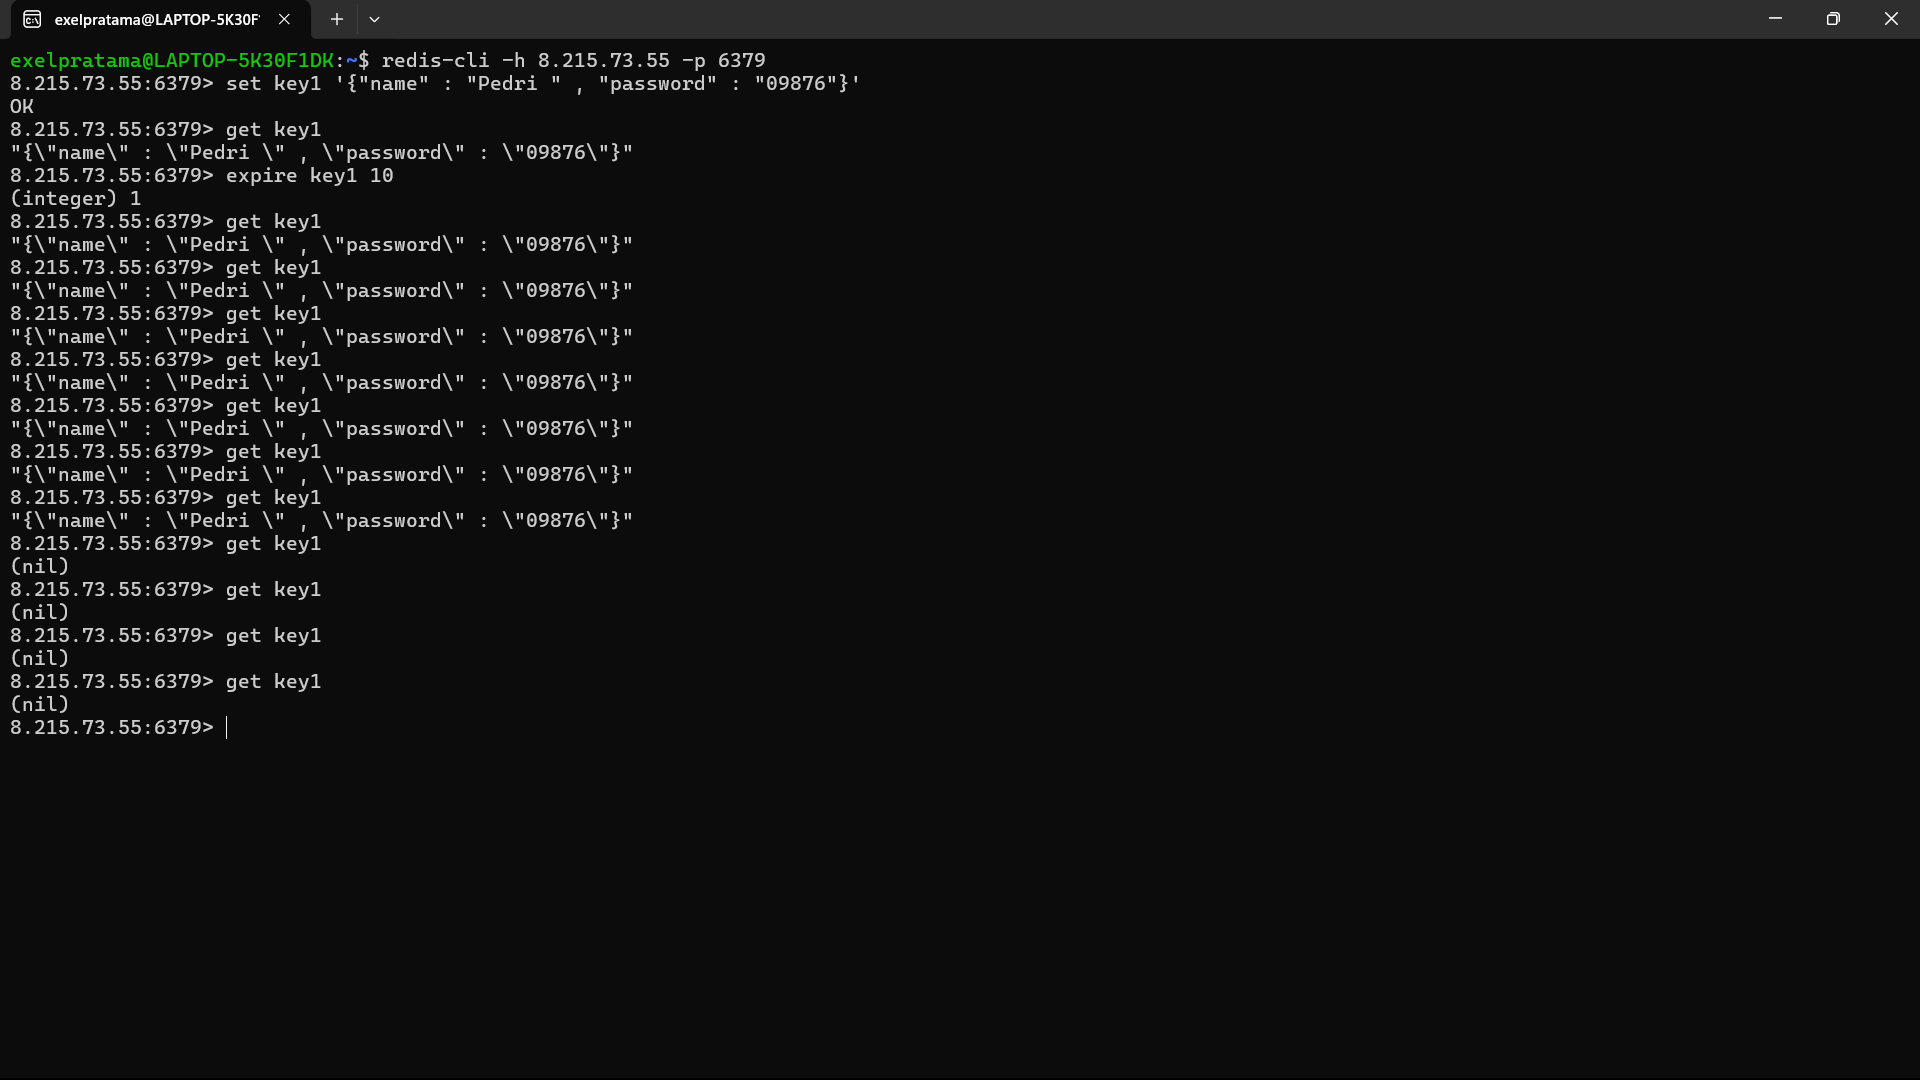 exelpratama@LAPTOP-5K30F
exelpratama@LAPTOP-5K30F1DK:~$ redis-cli -h 8.215.73.55 -p 6379
8.215.73.55:6379> set key1 '{"name" : "Pedri " , "password" : "09876"}'
OK
8.215.73.55:6379> get key1
"{\"name\" : \"Pedri \" , \"password\" : \"09876\"}"
8.215.73.55:6379> expire key1 10
(integer) 1
8.215.73.55:6379> get key1
"{\"name\" : \"Pedri \" , \"password\" : \"09876\"}"
8.215.73.55:6379> get key1
"{\"name\" : \"Pedri \" , \"password\" : \"09876\"}"
8.215.73.55:6379> get key1
"{\"name\" : \"Pedri \" , \"password\" : \"09876\"}"
8.215.73.55:6379> get key1
"{\"name\" : \"Pedri \" , \"password\" : \"09876\"}"
8.215.73.55:6379> get key1
"{\"name\" : \"Pedri \" , \"password\" : \"09876\"}"
8.215.73.55:6379> get key1
"{\"name\" : \"Pedri \" , \"password\" : \"09876\"}"
8.215.73.55:6379> get key1
"{\"name\" : \"Pedri \" , \"password\" : \"09876\"}"
8.215.73.55:6379> get key1
(nil)
8.215.73.55:6379> get key1
(nil)
8.215.73.55:6379> get key1
(nil)
8.215.73.55:6379> get key1
(nil)
8.215.73.55:6379>